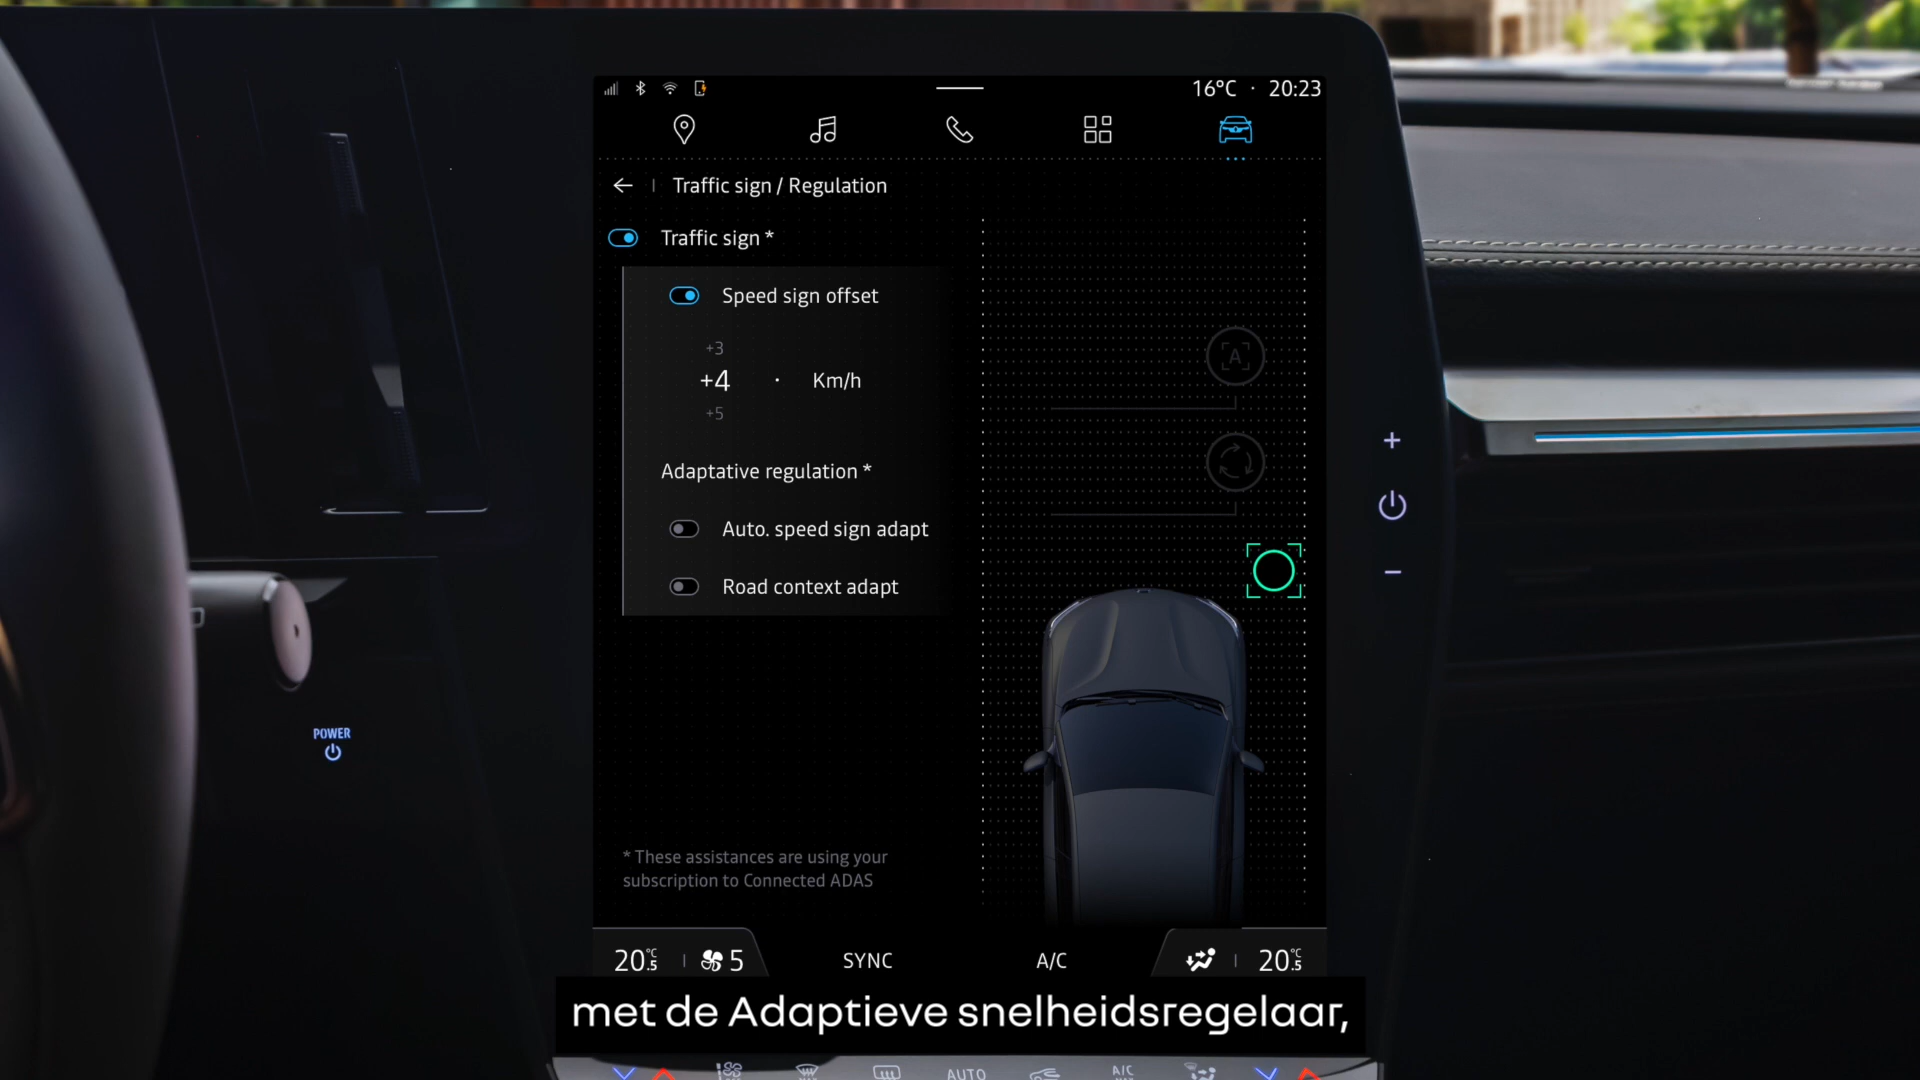 16°C · 20:23
Traffic sign / Regulation
Traffic sign *
Speed sign offset
+3
+4 · Km/h
+5
A
Adaptative regulation *
Auto. speed sign adapt
Road context adapt
POWER
* These assistances are using your
subscription to Connected ADAS
20.5°C 5 SYNC A/C 20.5°C
met de Adaptieve snelheidsregelaar,
AUTO A/C